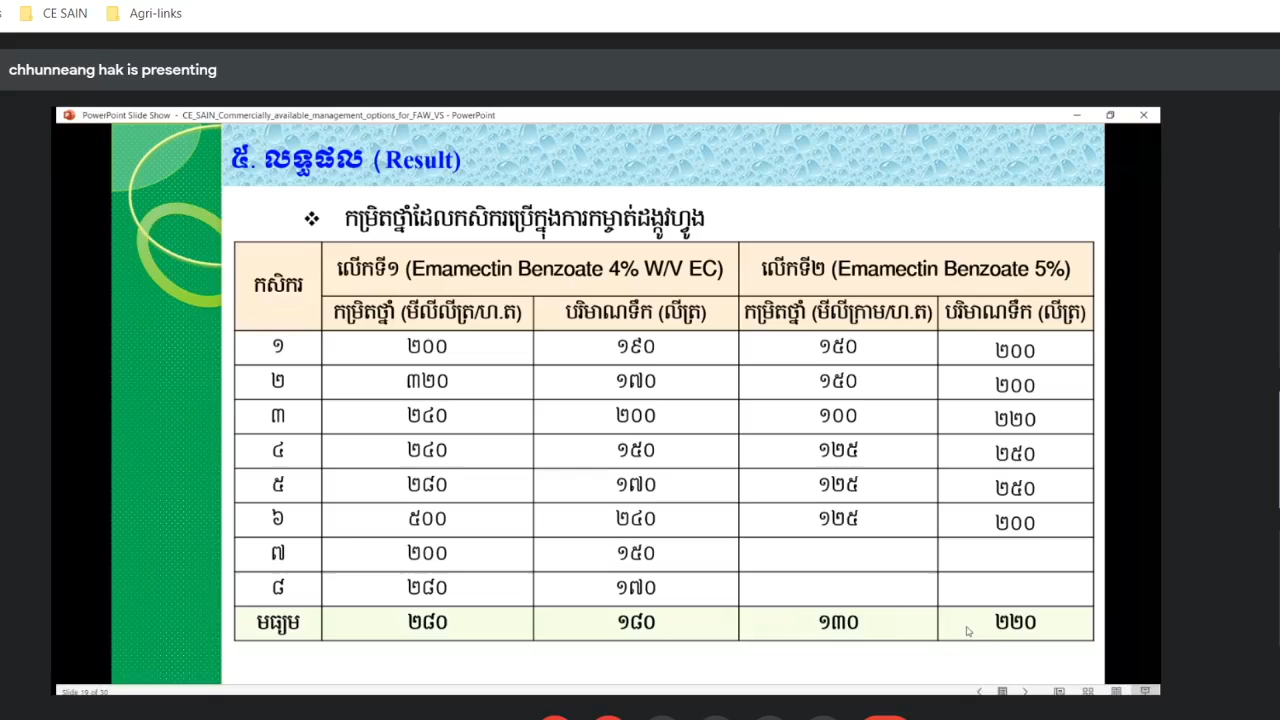 CE SAIN Agri-links
chhunneang hak is presenting
PowerPoint Slide Show - CE_SAIN_Commercially_available_management_options_for_FAW_VS - PowerPoint
៥. លទ្ធផល (Result)
❖ កម្រិតថ្នាំដែលកសិករប្រើក្នុងការកម្ចាត់ដង្កូវហ្វូង
កសិករ លើកទី១ (Emamectin Benzoate 4% W/V EC) លើកទី២ (Emamectin Benzoate 5%)
កម្រិតថ្នាំ (មីលីលីត្រ/ហ.ត) បរិមាណទឹក (លីត្រ) កម្រិតថ្នាំ (មីលីក្រាម/ហ.ត) បរិមាណទឹក (លីត្រ)
១ ២០០ ១៩០ ១៥០ ២០០
២ ៣២០ ១៧០ ១៥០ ២០០
៣ ២៤០ ២០០ ១០០ ២២០
៤ ២៤០ ១៥០ ១២៥ ២៥០
៥ ២៨០ ១៧០ ១២៥ ២៥០
៦ ៥០០ ២៤០ ១២៥ ២០០
៧ ២០០ ១៥០
៨ ២៨០ ១៧០
មធ្យម ២៨០ ១៨០ ១៣០ ២២០
Slide 19 of 30